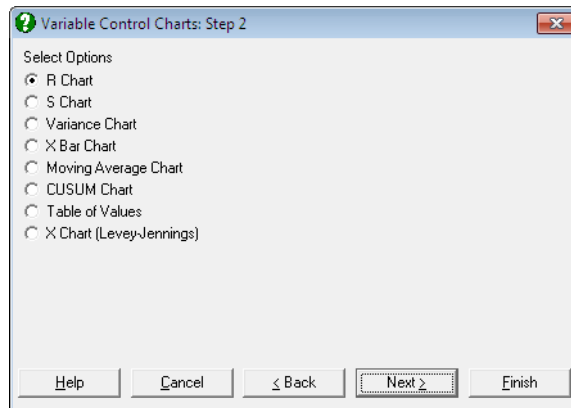 Variable Control Charts: Step 2
Select Options
R Chart
S Chart
Variance Chart
X Bar Chart
Moving Average Chart
CUSUM Chart
Table of Values
X Chart (Levey-Jennings)
Help Cancel < Back Next > Finish